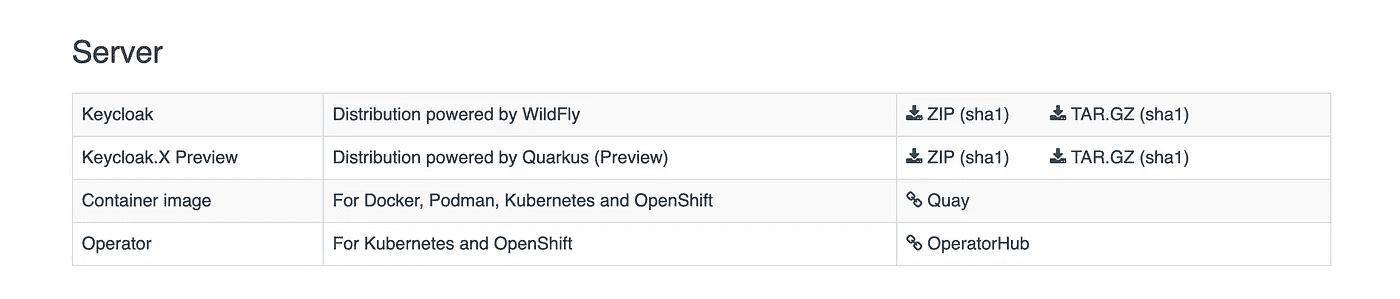 Server
Keycloak Distribution powered by WildFly ZIP (sha1) TAR.GZ (sha1)
Keycloak.X Preview Distribution powered by Quarkus (Preview) ZIP (sha1) TAR.GZ (sha1)
Container image For Docker, Podman, Kubernetes and OpenShift Quay
Operator For Kubernetes and OpenShift OperatorHub